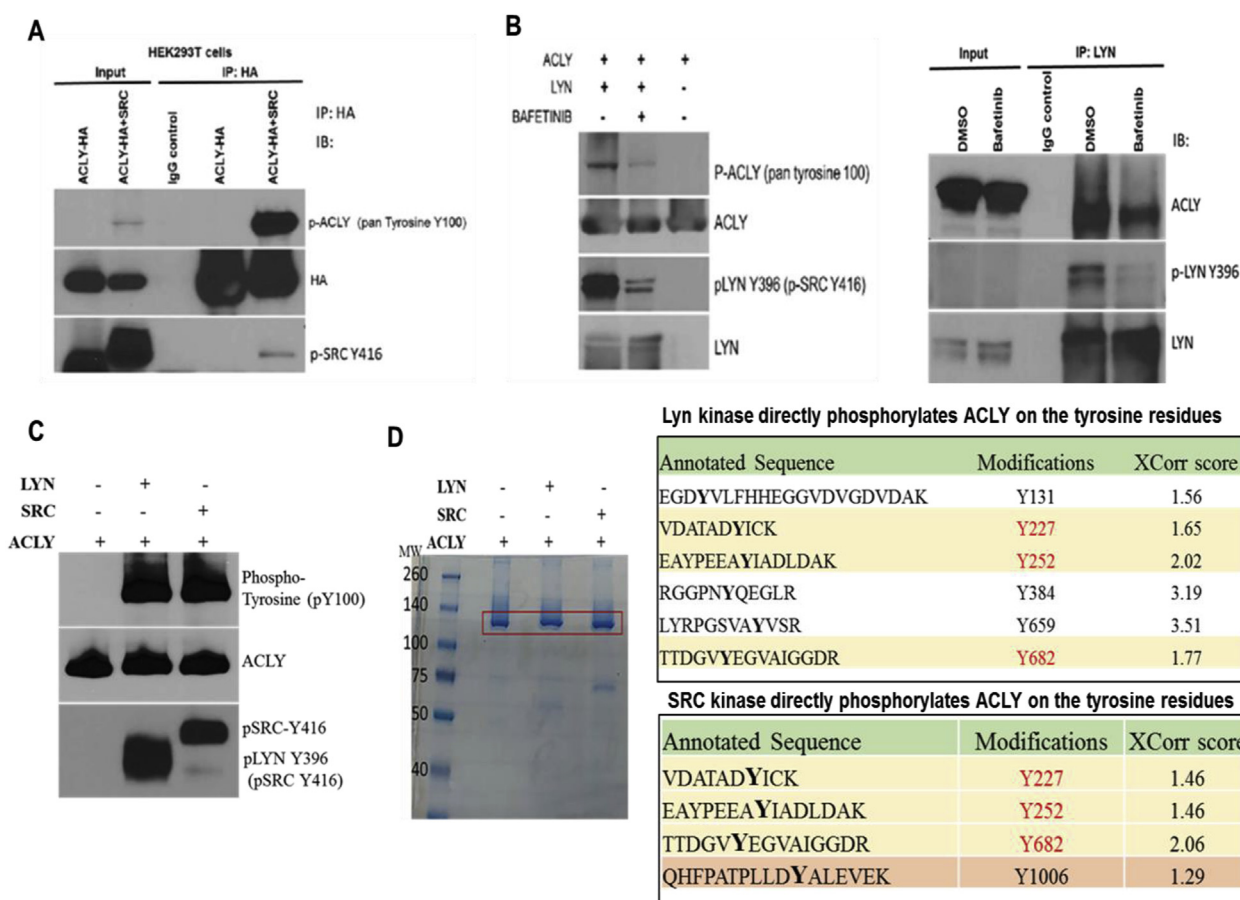 A
HEK293T cells
Input IP: HA
ACLY-HA
ACLY-HA+SRC
IgG control
ACLY-HA
ACLY-HA+SRC
IP: HA
IB:
p-ACLY (pan Tyrosine Y100)
HA
p-SRC Y416
B
ACLY + + +
LYN + + -
BAFETINIB - + -
P-ACLY (pan tyrosine 100)
ACLY
pLYN Y396 (p-SRC Y416)
LYN
Input IP: LYN
DMSO
Bafetinib
IgG control
DMSO
Bafetinib
IB:
ACLY
p-LYN Y396
LYN
C
LYN - + -
SRC - - +
ACLY + + +
Phospho-
Tyrosine (pY100)
ACLY
pSRC-Y416
pLYN Y396
(pSRC Y416)
D
LYN - + -
SRC - - +
MW ACLY + + +
260
140
100
75
50
40
Lyn kinase directly phosphorylates ACLY on the tyrosine residues
Annotated Sequence Modifications XCorr score
EGDYVLFHHEGGVDVGDVDAK Y131 1.56
VDATADYICK Y227 1.65
EAYPEEAYIADLDAK Y252 2.02
RGGPNYQEGLR Y384 3.19
LYRPGSVAYVSR Y659 3.51
TTDGVYEGVAIGGDR Y682 1.77
SRC kinase directly phosphorylates ACLY on the tyrosine residues
Annotated Sequence Modifications XCorr score
VDATADYICK Y227 1.46
EAYPEEAYIADLDAK Y252 1.46
TTDGVYEGVAIGGDR Y682 2.06
QHFPATPLLDYALEVEK Y1006 1.29